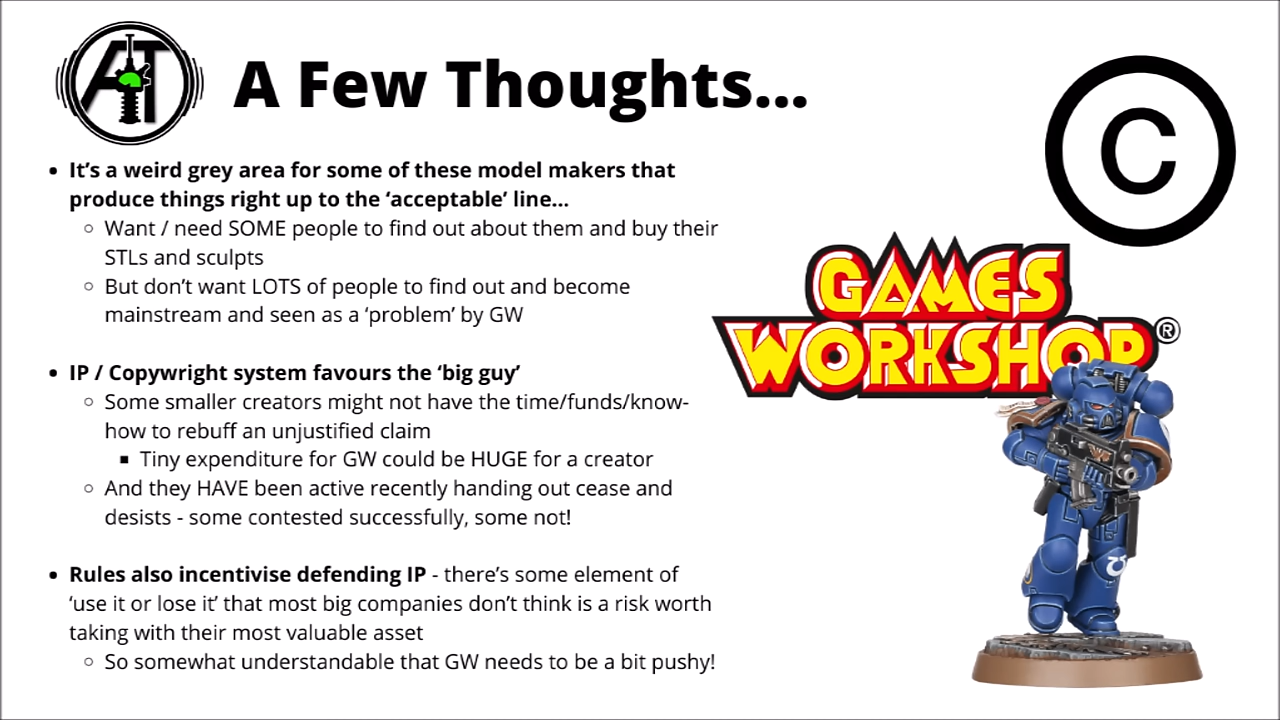 AT
A Few Thoughts...
C
• It's a weird grey area for some of these model makers that
produce things right up to the 'acceptable' line...
○ Want / need SOME people to find out about them and buy their
STLs and sculpts
○ But don't want LOTS of people to find out and become
mainstream and seen as a 'problem' by GW
GAMES
WORKSHOP®
• IP / Copywright system favours the 'big guy'
○ Some smaller creators might not have the time/funds/know-
how to rebuff an unjustified claim
▪ Tiny expenditure for GW could be HUGE for a creator
○ And they HAVE been active recently handing out cease and
desists - some contested successfully, some not!
• Rules also incentivise defending IP - there's some element of
'use it or lose it' that most big companies don't think is a risk worth
taking with their most valuable asset
○ So somewhat understandable that GW needs to be a bit pushy!